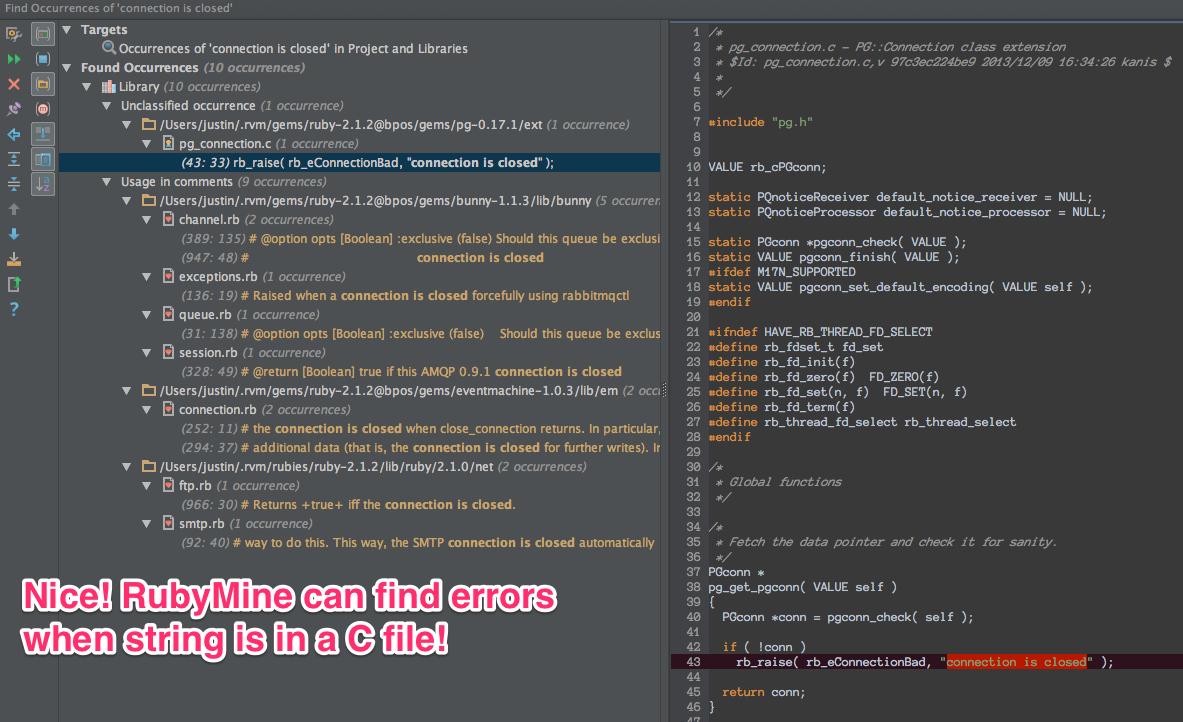 Find Occurrences of 'connection is closed'
Targets
Occurrences of 'connection is closed' in Project and Libraries
Found Occurrences (10 occurrences)
Library (10 occurrences)
Unclassified occurrence (1 occurrence)
/Users/justin/.rvm/gems/ruby-2.1.2@bpos/gems/pg-0.17.1/ext (1 occurrence)
pg_connection.c (1 occurrence)
(43: 33) rb_raise( rb_eConnectionBad, "connection is closed" );
Usage in comments (9 occurrences)
/Users/justin/.rvm/gems/ruby-2.1.2@bpos/gems/bunny-1.1.3/lib/bunny (5 occurren
channel.rb (2 occurrences)
(389: 135) # @option opts [Boolean] :exclusive (false) Should this queue be exclusi
(947: 48) # connection is closed
exceptions.rb (1 occurrence)
(136: 19) # Raised when a connection is closed forcefully using rabbitmqctl
queue.rb (1 occurrence)
(31: 138) # @option opts [Boolean] :exclusive (false) Should this queue be exclus
session.rb (1 occurrence)
(328: 49) # @return [Boolean] true if this AMQP 0.9.1 connection is closed
/Users/justin/.rvm/gems/ruby-2.1.2@bpos/gems/eventmachine-1.0.3/lib/em (2 occ
connection.rb (2 occurrences)
(252: 11) # the connection is closed when close_connection returns. In particular,
(294: 37) # additional data (that is, the connection is closed for further writes). Ir
/Users/justin/.rvm/rubies/ruby-2.1.2/lib/ruby/2.1.0/net (2 occurrences)
ftp.rb (1 occurrence)
(966: 30) # Returns +true+ iff the connection is closed.
smtp.rb (1 occurrence)
(92: 40) # way to do this. This way, the SMTP connection is closed automatically
Nice! RubyMine can find errors
when string is in a C file!
1 /*
2 * pg_connection.c - PG::Connection class extension
3 * $Id: pg_connection.c,v 97c3ec224be9 2013/12/09 16:34:26 kanis $
4 *
5 */
6
7 #include "pg.h"
8
9
10 VALUE rb_cPGconn;
11
12 static PQnoticeReceiver default_notice_receiver = NULL;
13 static PQnoticeProcessor default_notice_processor = NULL;
14
15 static PGconn *pgconn_check( VALUE );
16 static VALUE pgconn_finish( VALUE );
17 #ifdef M17N_SUPPORTED
18 static VALUE pgconn_set_default_encoding( VALUE self );
19 #endif
20
21 #ifndef HAVE_RB_THREAD_FD_SELECT
22 #define rb_fdset_t fd_set
23 #define rb_fd_init(f)
24 #define rb_fd_zero(f) FD_ZERO(f)
25 #define rb_fd_set(n, f) FD_SET(n, f)
26 #define rb_fd_term(f)
27 #define rb_thread_fd_select rb_thread_select
28 #endif
29
30 /*
31 * Global functions
32 */
33
34 /*
35 * Fetch the data pointer and check it for sanity.
36 */
37 PGconn *
38 pg_get_pgconn( VALUE self )
39 {
40 PGconn *conn = pgconn_check( self );
41
42 if ( !conn )
43 rb_raise( rb_eConnectionBad, "connection is closed" );
44
45 return conn;
46 }
47